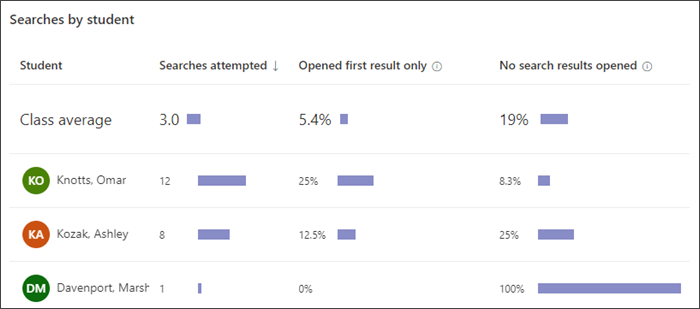 Searches by student
Student Searches attempted ↓ Opened first result only No search results opened
Class average 3.0 5.4% 19%
KO Knotts, Omar 12 25% 8.3%
KA Kozak, Ashley 8 12.5% 25%
DM Davenport, Marsh 1 0% 100%